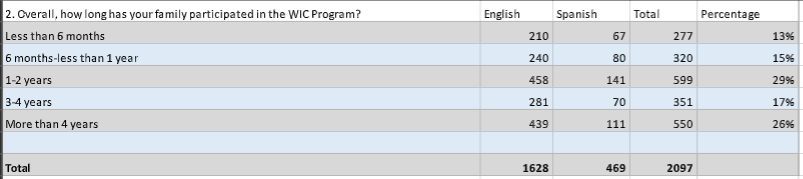 2. Overall, how long has your family participated in the WIC Program? English Spanish Total Percentage
Less than 6 months 210 67 277 13%
6 months-less than 1 year 240 80 320 15%
1-2 years 458 141 599 29%
3-4 years 281 70 351 17%
More than 4 years 439 111 550 26%
Total 1628 469 2097